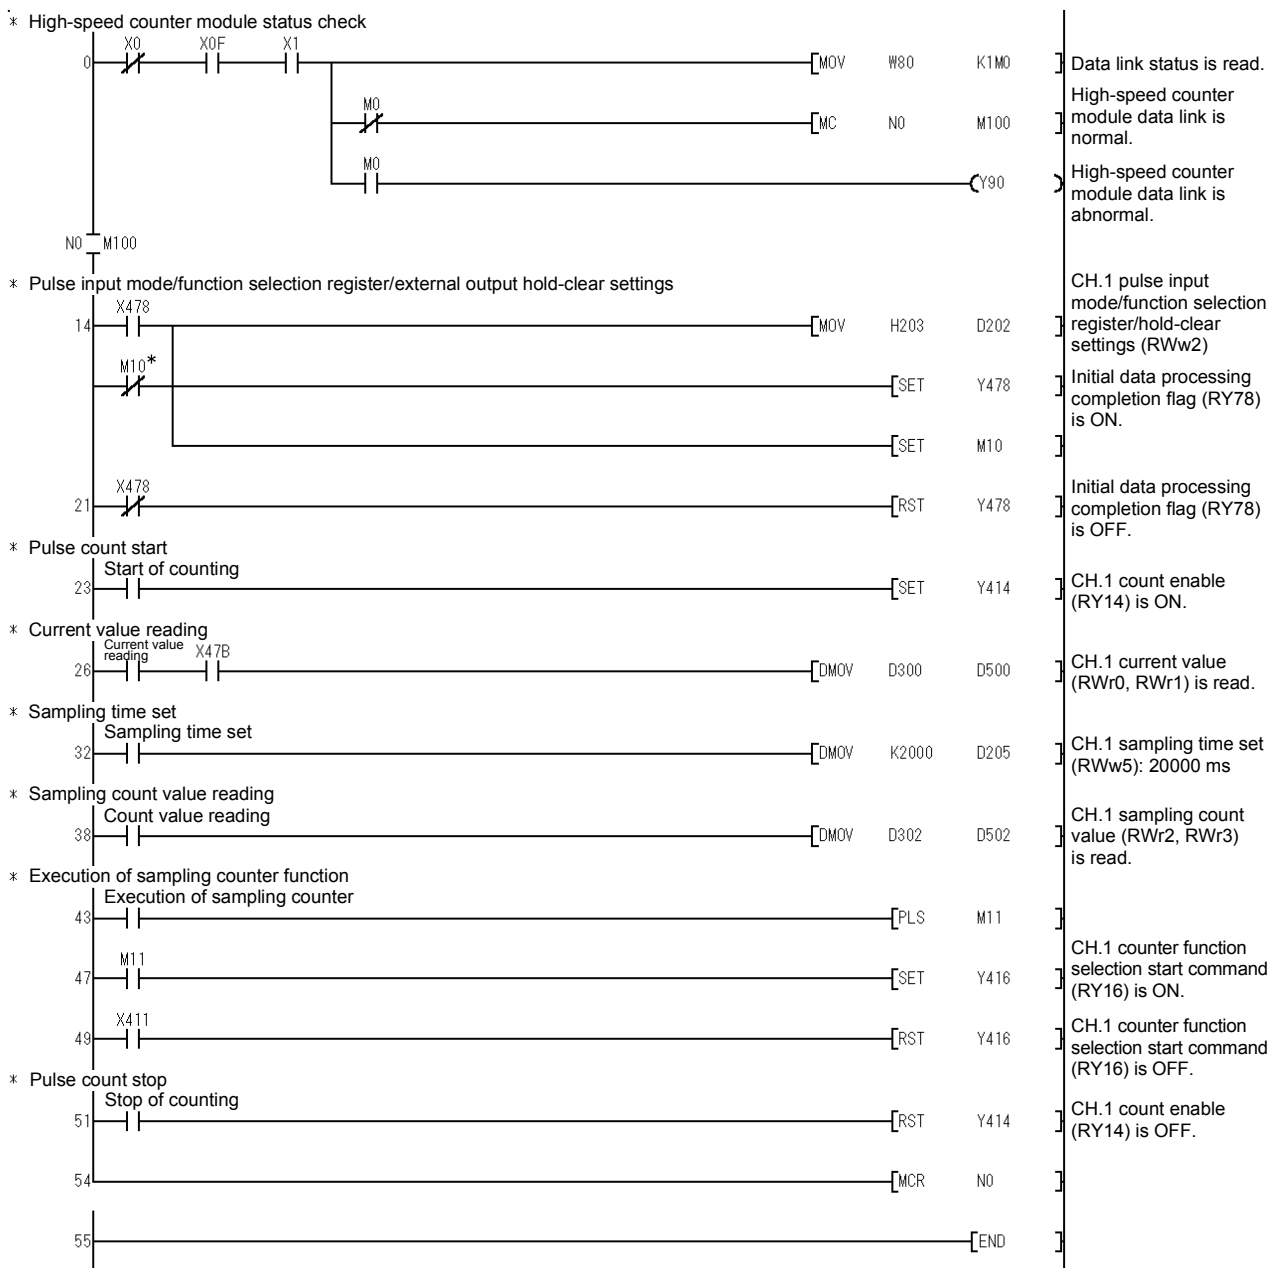 * High-speed counter module status check
X0 X0F X1
0 MOV W80 K1M0 Data link status is read.
M0
MC N0 M100
High-speed counter
module data link is
normal.
M0
Y90
High-speed counter
module data link is
abnormal.
N0 M100
* Pulse input mode/function selection register/external output hold-clear settings
X478
14 MOV H203 D202
CH.1 pulse input
mode/function selection
register/hold-clear
settings (RWw2)
M10*
SET Y478
Initial data processing
completion flag (RY78)
is ON.
SET M10
X478
21 RST Y478
Initial data processing
completion flag (RY78)
is OFF.
* Pulse count start
Start of counting
23 SET Y414
CH.1 count enable
(RY14) is ON.
* Current value reading
Current value
reading
X47B
26 DMOV D300 D500
CH.1 current value
(RWr0, RWr1) is read.
* Sampling time set
Sampling time set
32 DMOV K2000 D205
CH.1 sampling time set
(RWw5): 20000 ms
* Sampling count value reading
Count value reading
38 DMOV D302 D502
CH.1 sampling count
value (RWr2, RWr3)
is read.
* Execution of sampling counter function
Execution of sampling counter
43 PLS M11
M11
47 SET Y416
CH.1 counter function
selection start command
(RY16) is ON.
X411
49 RST Y416
CH.1 counter function
selection start command
(RY16) is OFF.
* Pulse count stop
Stop of counting
51 RST Y414
CH.1 count enable
(RY14) is OFF.
54 MCR N0
55 END